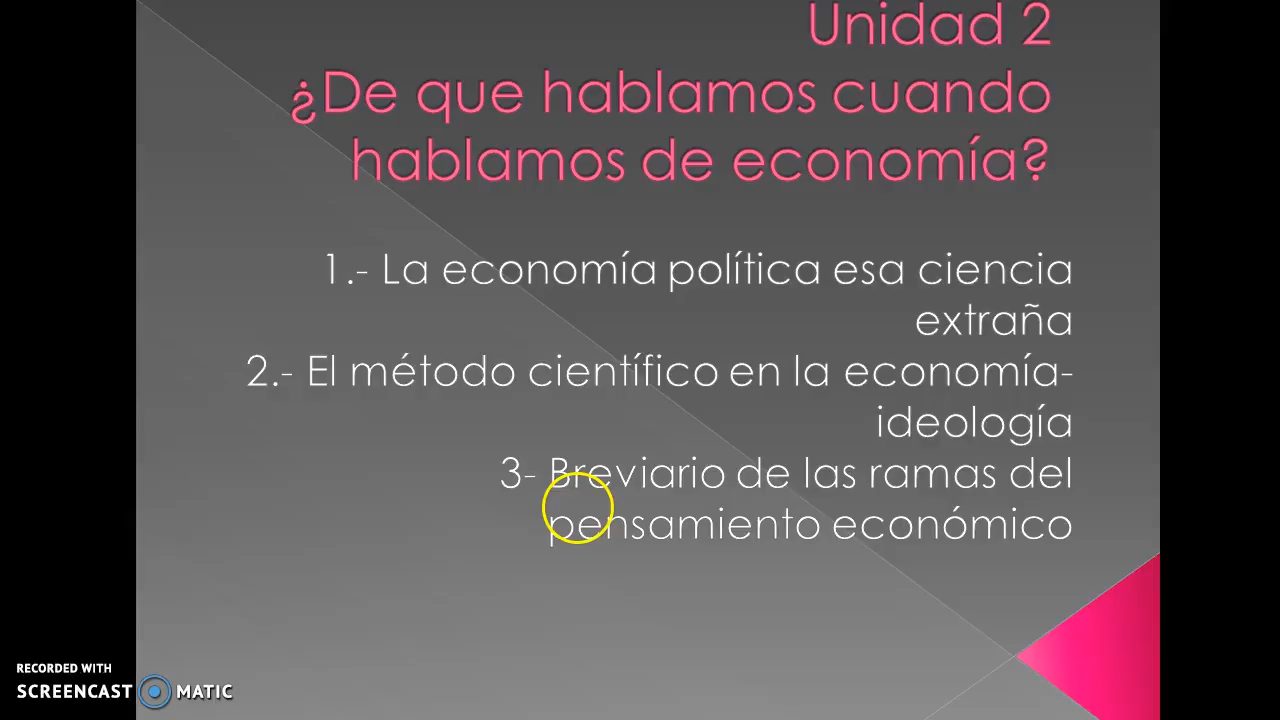 Unidad 2
¿De que hablamos cuando
hablamos de economía?
1.- La economía política esa ciencia
extraña
2.- El método científico en la economía-
ideología
3- Breviario de las ramas del
pensamiento económico
RECORDED WITH
SCREENCAST MATIC